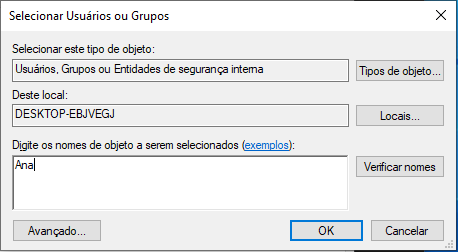 Selecionar Usuários ou Grupos
Selecionar este tipo de objeto:
Usuários, Grupos ou Entidades de segurança interna
Tipos de objeto...
Deste local:
DESKTOP-EBJVEGJ
Locais...
Digite os nomes de objeto a serem selecionados (exemplos):
Ana
Verificar nomes
Avançado...
OK
Cancelar